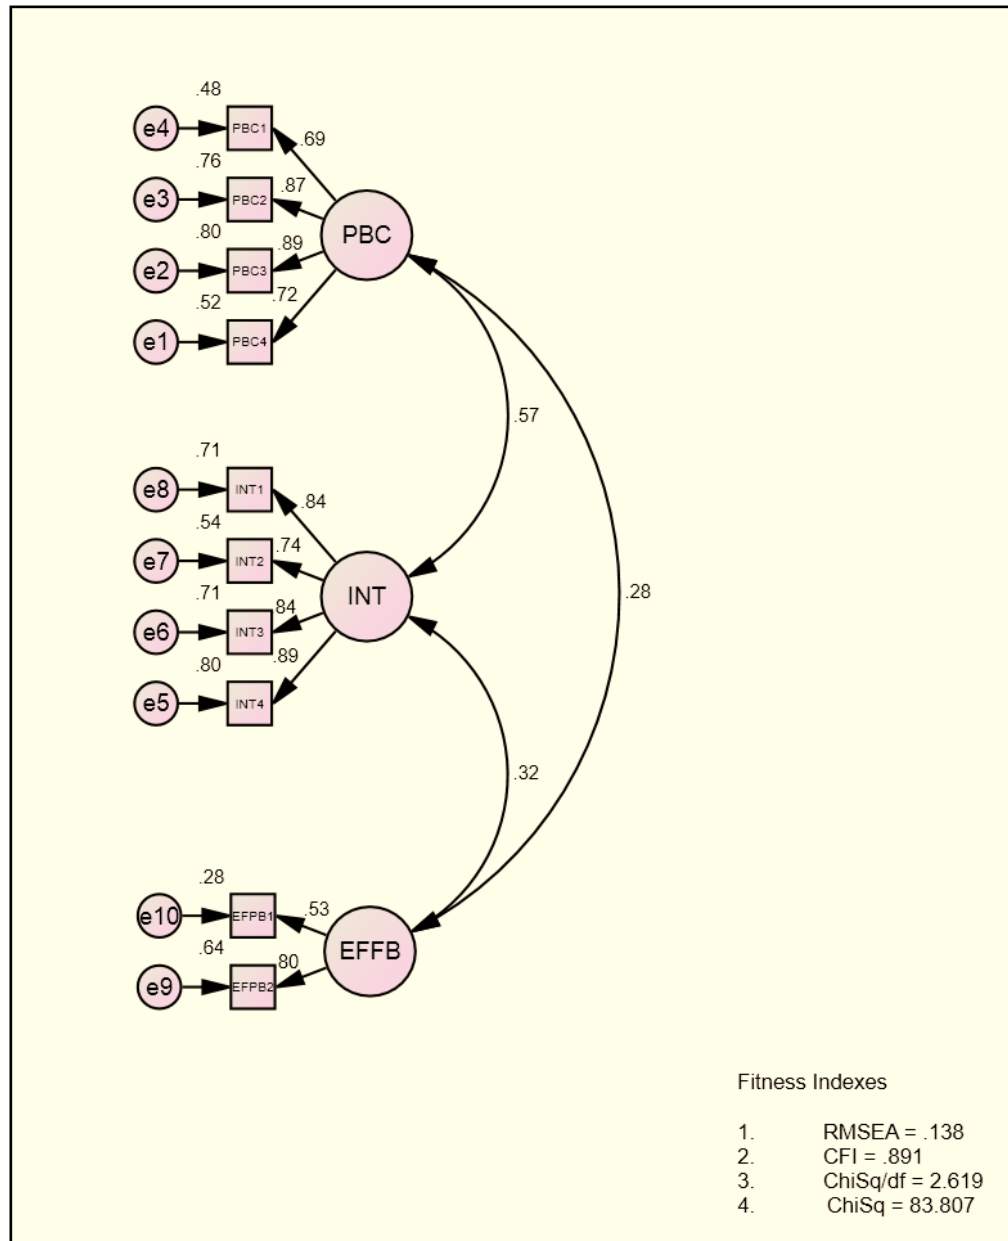 .48
e4 PBC1 .69
.76
e3 PBC2 .87
PBC
.80
e2 PBC3 .89
.52 .72
e1 PBC4
.57
.71
e8 INT1 .84
.54
e7 INT2 .74
.28
.71
INT
e6 INT3 .84
.80 .89
e5 INT4
.32
.28
e10 EFPB1 .53
.64
EFFB
e9 EFPB2 .80
Fitness Indexes
1. RMSEA = .138
2. CFI = .891
3. ChiSq/df = 2.619
4. ChiSq = 83.807